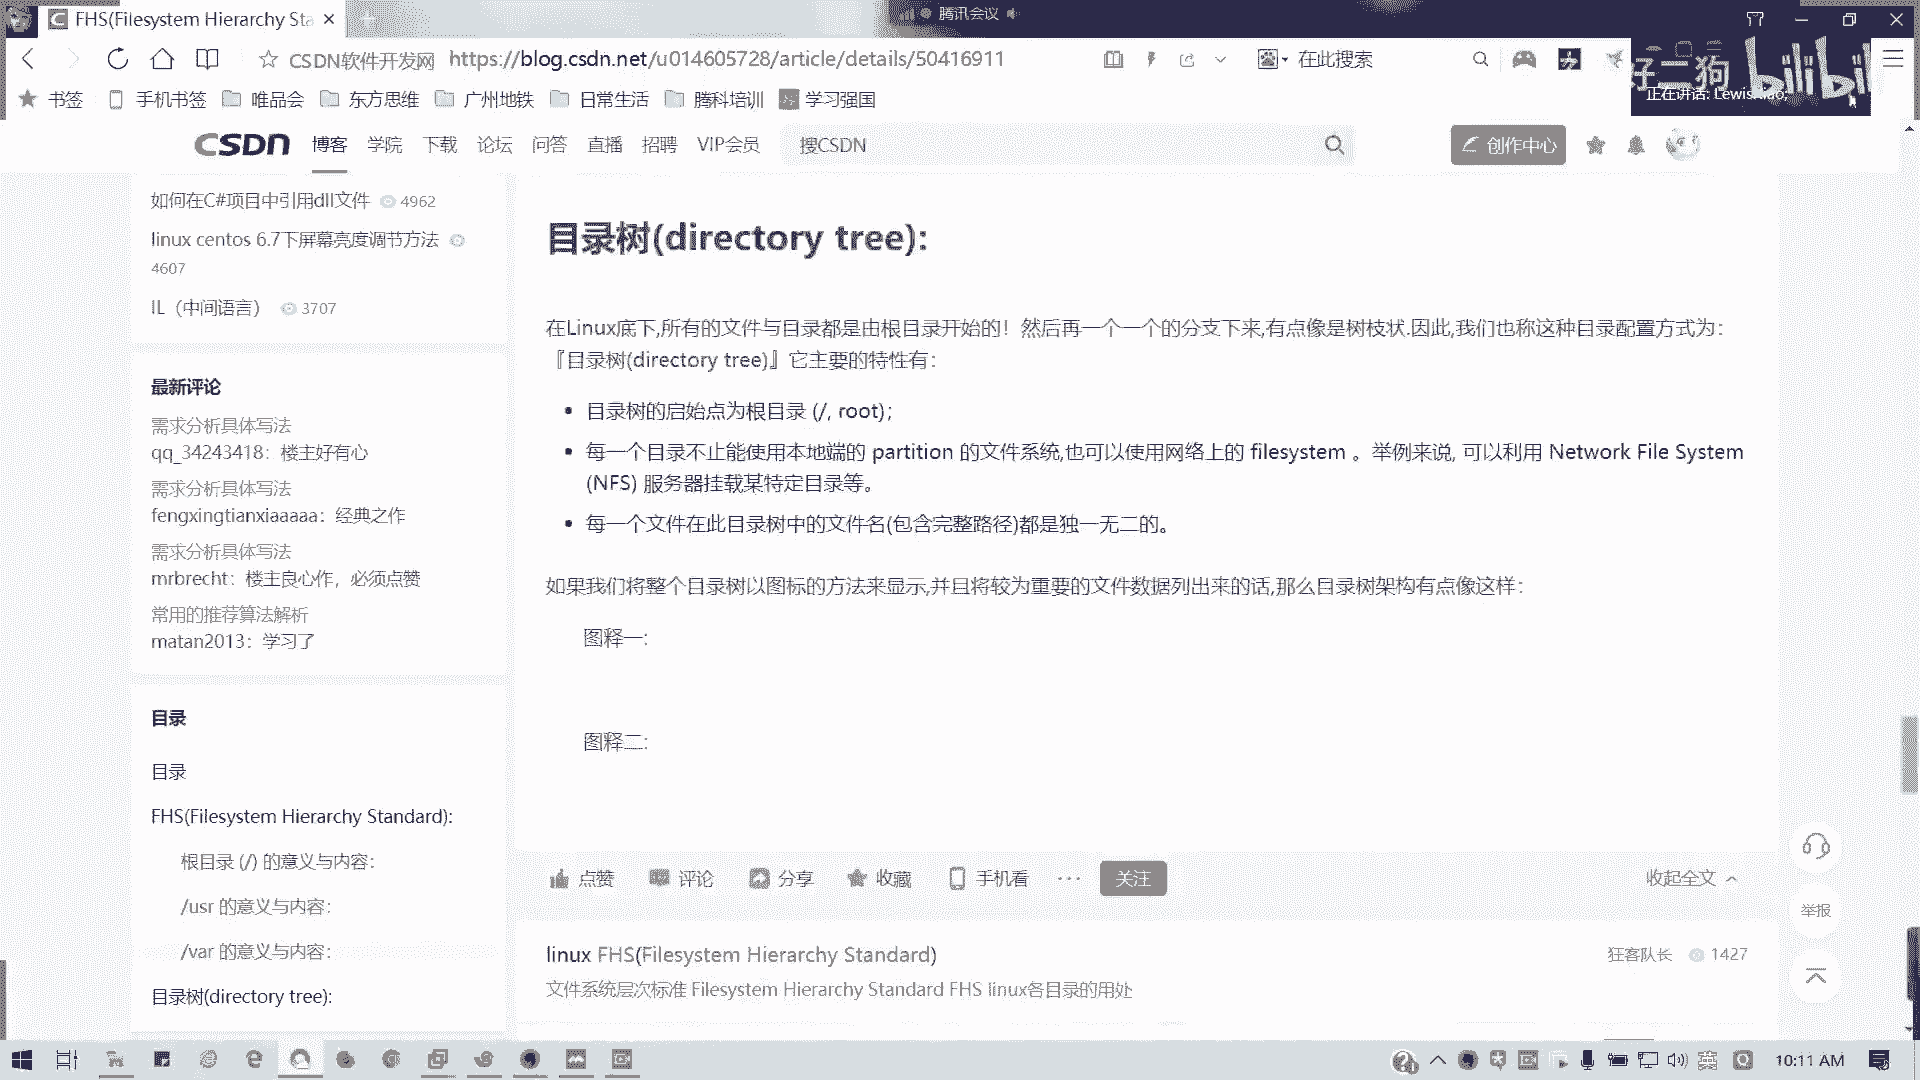 FHS(Filesystem Hierarchy Sta
腾讯会议
CSDN软件开发网 https://blog.csdn.net/u014605728/article/details/50416911
在此搜索
好二狗 bilibili
正在讲话: Lewis
书签 手机书签 唯品会 东方思维 广州地铁 日常生活 腾科培训 学习强国
CSDN 博客 学院 下载 论坛 问答 直播 招聘 VIP会员 搜CSDN 创作中心
如何在C#项目中引用dll文件 4962
linux centos 6.7下屏幕亮度调节方法
4607
IL（中间语言） 3707
最新评论
需求分析具体写法
qq_34243418：楼主好有心
需求分析具体写法
fengxingtianxiaaaaa：经典之作
需求分析具体写法
mrbrecht：楼主良心作，必须点赞
常用的推荐算法解析
matan2013：学习了
目录
目录
FHS(Filesystem Hierarchy Standard):
根目录 (/) 的意义与内容：
/usr 的意义与内容：
/var 的意义与内容：
目录树(directory tree):
目录树(directory tree):
在Linux底下,所有的文件与目录都是由根目录开始的！然后再一个一个的分支下来,有点像是树枝状.因此,我们也称这种目录配置方式为：
『目录树(directory tree)』它主要的特性有：
• 目录树的启始点为根目录 (/, root)；
• 每一个目录不止能使用本地端的 partition 的文件系统,也可以使用网络上的 filesystem 。举例来说, 可以利用 Network File System
(NFS) 服务器挂载某特定目录等。
• 每一个文件在此目录树中的文件名(包含完整路径)都是独一无二的。
如果我们将整个目录树以图标的方法来显示,并且将较为重要的文件数据列出来的话,那么目录树架构有点像这样：
图释一:
图释二:
点赞 评论 分享 收藏 手机看 ··· 关注 收起全文
linux FHS(Filesystem Hierarchy Standard) 狂客队长 1427
文件系统层次标准 Filesystem Hierarchy Standard FHS linux各目录的用处
举报
英
10:11 AM